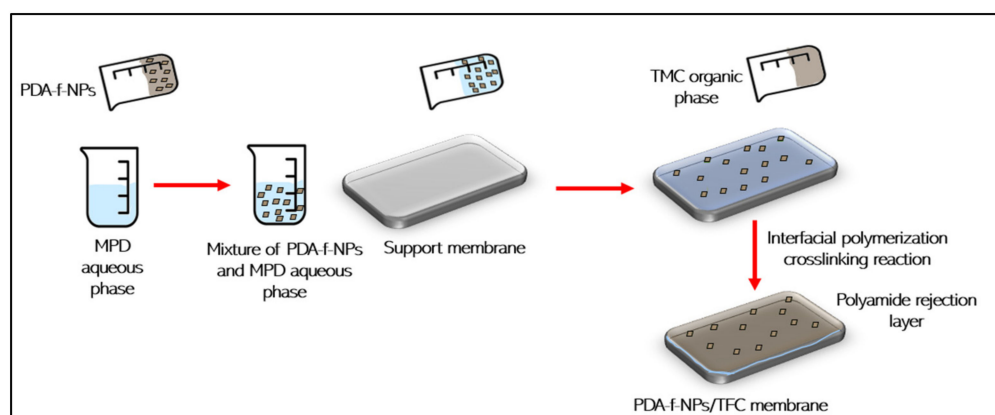 PDA-f-NPs
MPD
aqueous
phase
Mixture of PDA-f-NPs
and MPD aqueous
phase
Support membrane
TMC organic
phase
Interfacial polymerization
crosslinking reaction
Polyamide rejection
layer
PDA-f-NPs/TFC membrane